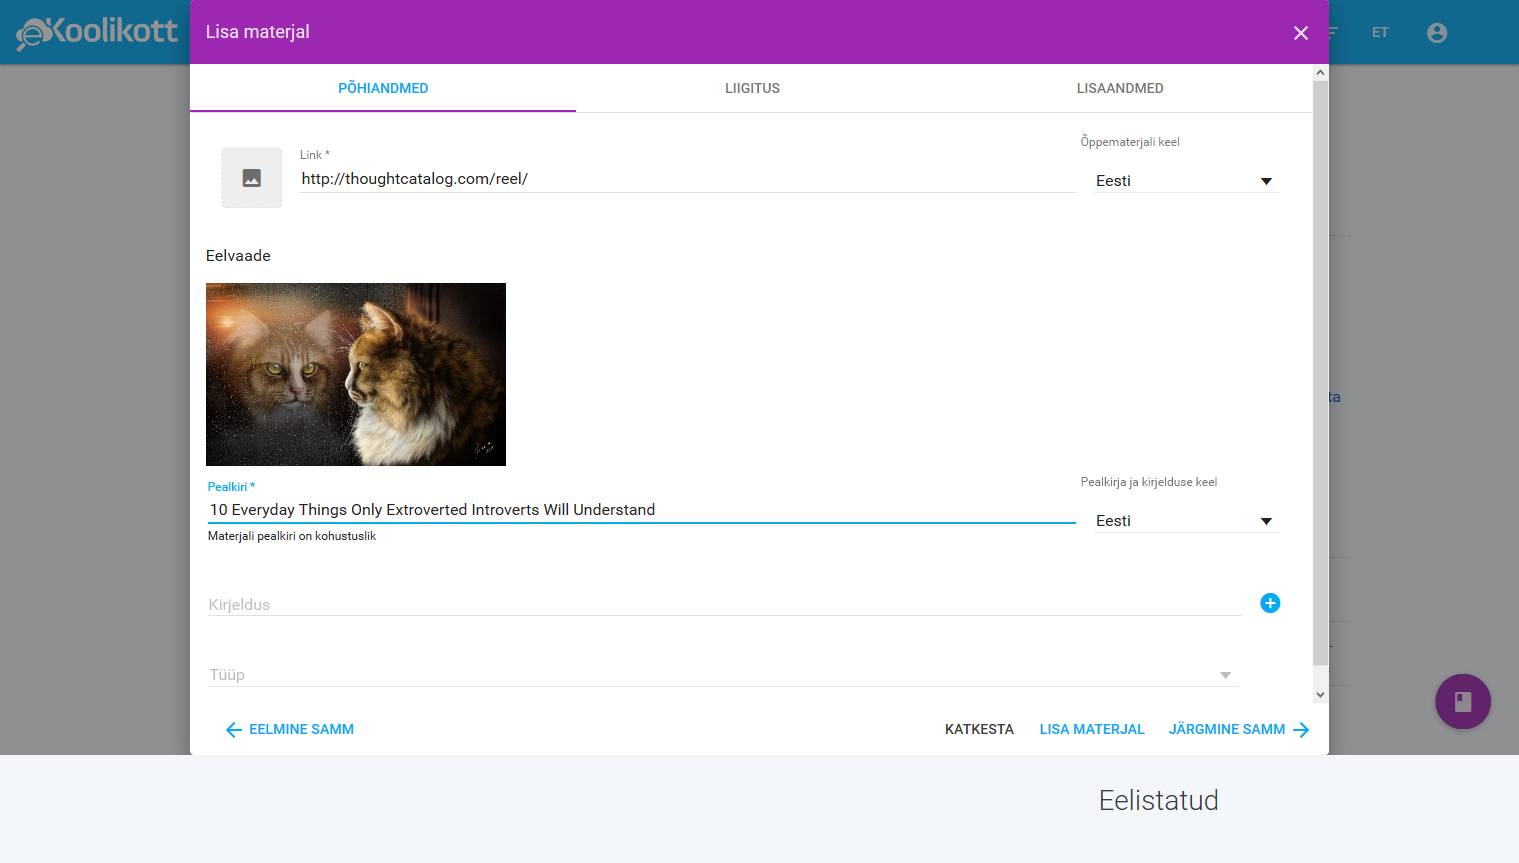 Koolikott
Lisa materjal
ET
PÕHIANDMED
LIIGITUS
LISAANDMED
Link *
http://thoughtcatalog.com/reel/
Õppematerjali keel
Eesti
Eelvaade
ta
Pealkiri *
10 Everyday Things Only Extroverted Introverts Will Understand
Materjali pealkiri on kohustuslik
Pealkirja ja kirjelduse keel
Eesti
Kirjeldus
Tüüp
EELMINE SAMM
KATKESTA
LISA MATERJAL
JÄRGMINE SAMM
Eelistatud